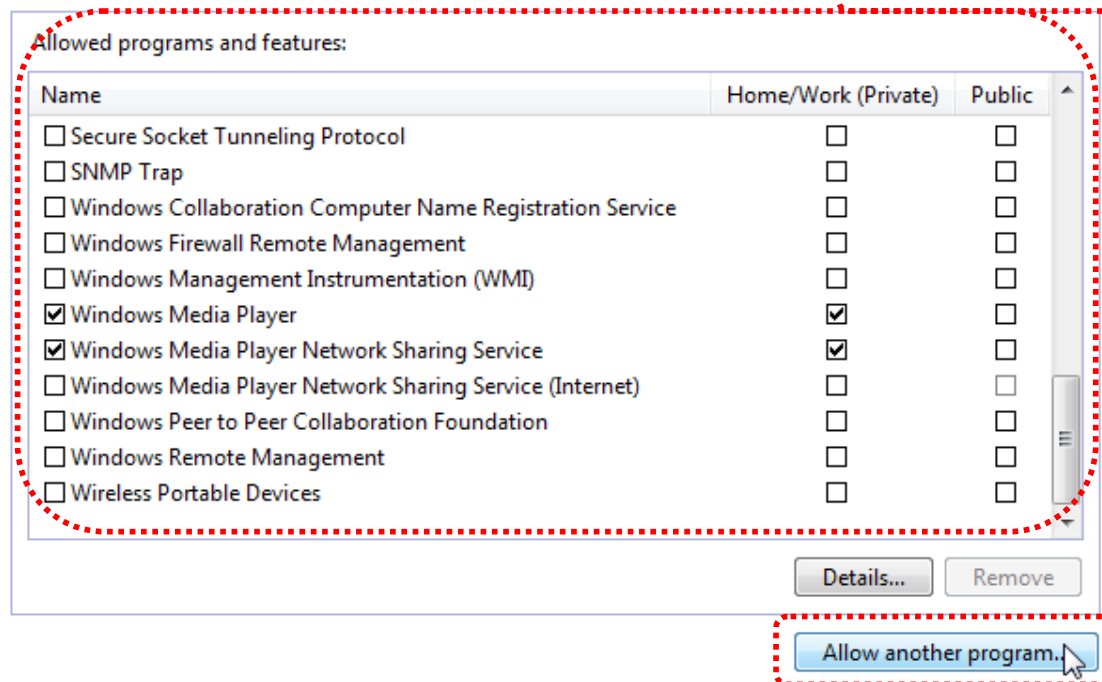 Allowed programs and features:
Name Home/Work (Private) Public
Secure Socket Tunneling Protocol
SNMP Trap
Windows Collaboration Computer Name Registration Service
Windows Firewall Remote Management
Windows Management Instrumentation (WMI)
Windows Media Player
Windows Media Player Network Sharing Service
Windows Media Player Network Sharing Service (Internet)
Windows Peer to Peer Collaboration Foundation
Windows Remote Management
Wireless Portable Devices
Details... Remove
Allow another program...